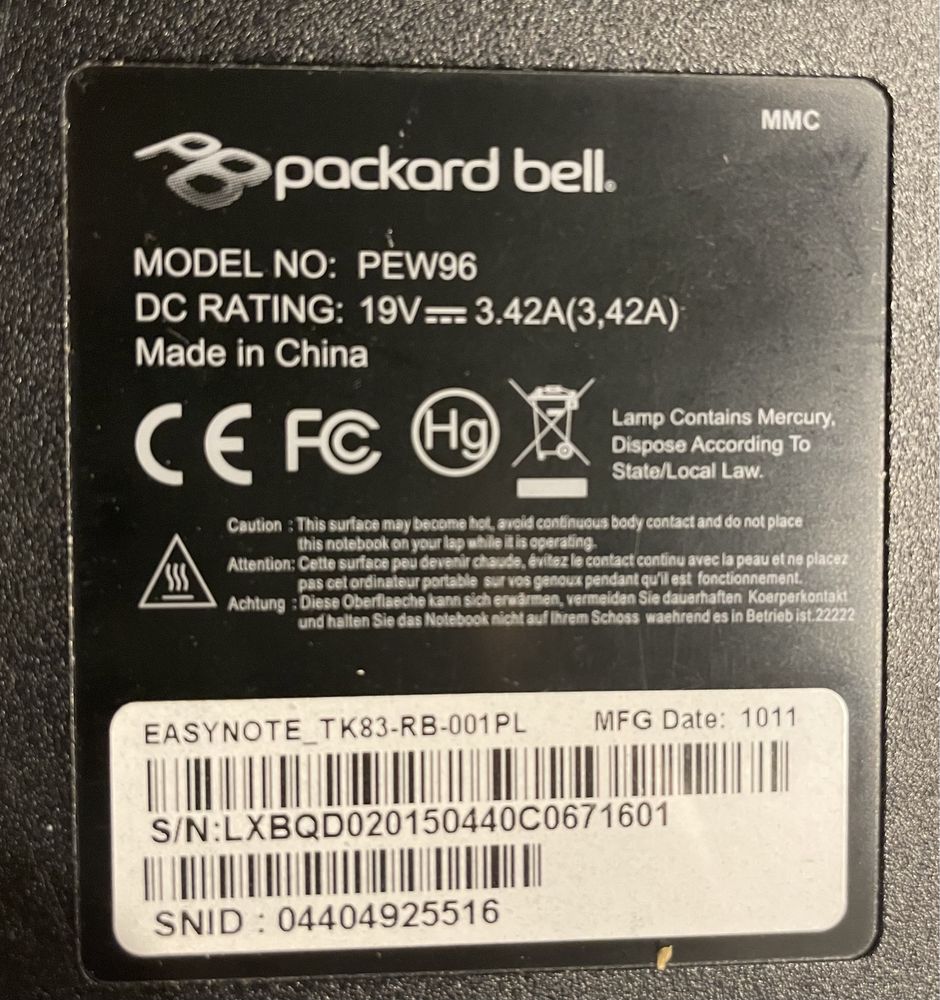 MMC
packard bell®
MODEL NO: PEW96
DC RATING: 19V⎓3.42A(3,42A)
Made in China
CE FC Hg
Lamp Contains Mercury,
Dispose According To
State/Local Law.
Caution : This surface may become hot, avoid continuous body contact and do not place
this notebook on your lap while it is operating.
Attention: Cette surface peu devenir chaude, évitez le contact continu avec la peau et ne placez
pas cet ordinateur portable sur vos genoux pendant qu'il est fonctionnement.
Achtung : Diese Oberflaeche kann sich erwärmen, vermeiden Sie dauerhaften Koerperkontakt
und halten Sie das Notebook nicht auf Ihrem Schoss waehrend es in Betrieb ist.22222
EASYNOTE_TK83-RB-001PL MFG Date: 1011
S/N:LXBQD020150440C0671601
SNID : 04404925516